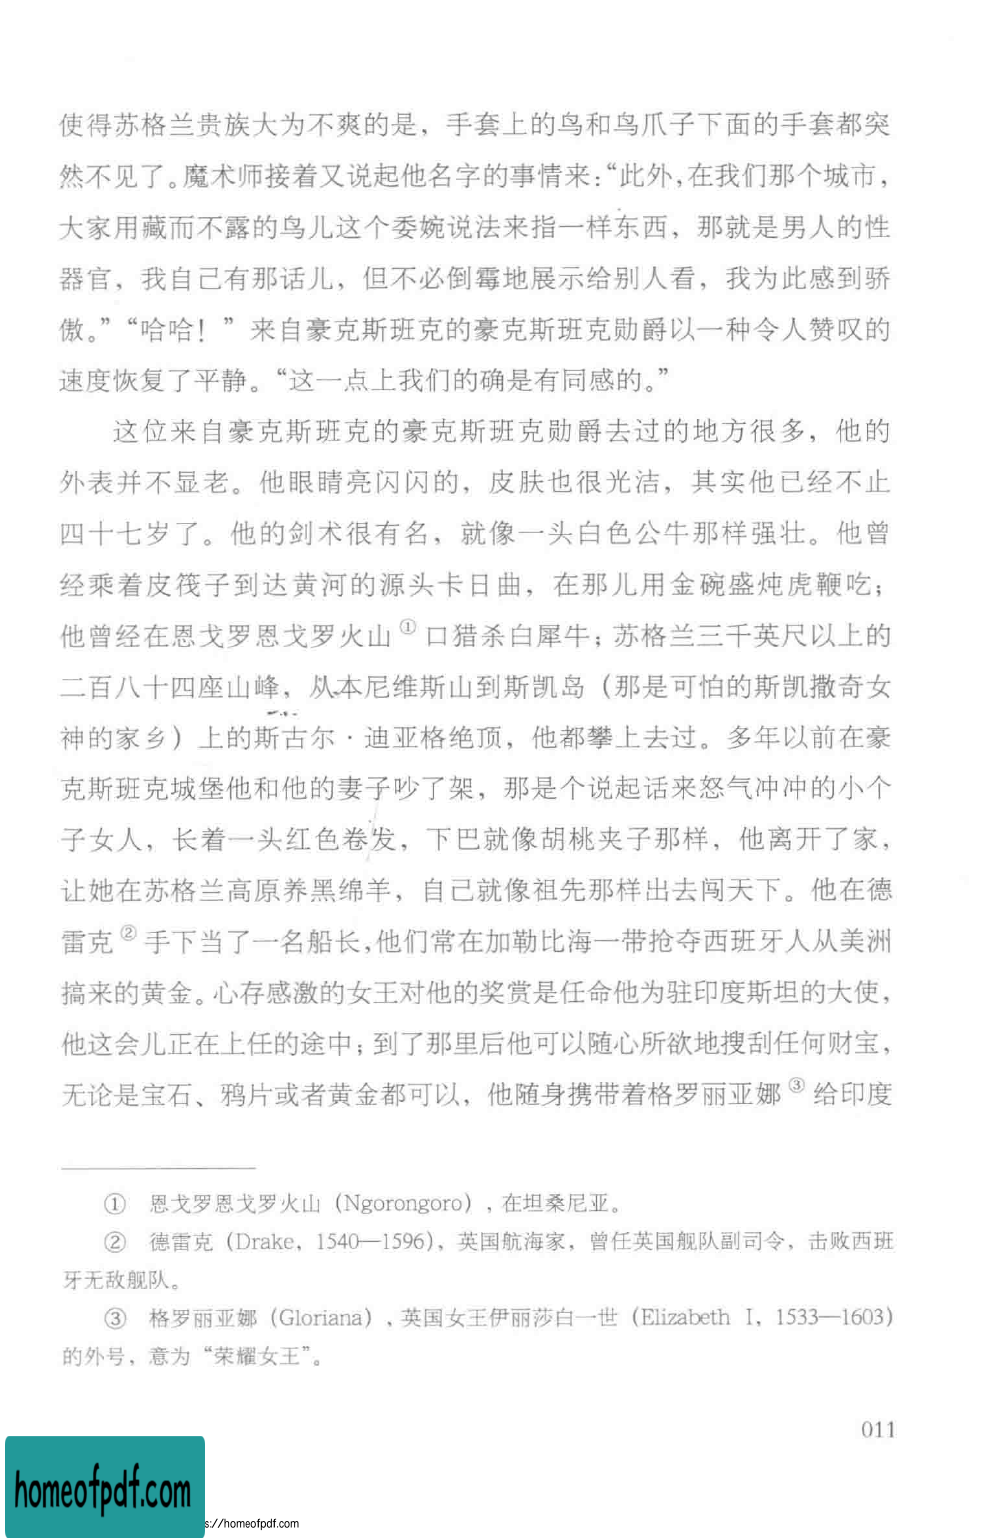 使得苏格兰贵族大为不爽的是，手套上的鸟和鸟爪子下面的手套都突
然不见了。魔术师接着又说起他名字的事情来：“此外，在我们那个城市，
大家用藏而不露的鸟儿这个委婉说法来指一样东西，那就是男人的性
器官，我自己有那话儿，但不必倒霉地展示给别人看，我为此感到骄
傲。”“哈哈！”来自豪克斯班克的豪克斯班克勋爵以一种令人赞叹的
速度恢复了平静。“这一点上我们的确是有同感的。”
这位来自豪克斯班克的豪克斯班克勋爵去过的地方很多，他的
外表并不显老。他眼睛亮闪闪的，皮肤也很光洁，其实他已经不止
四十七岁了。他的剑术很有名，就像一头白色公牛那样强壮。他曾
经乘着皮筏子到达黄河的源头卡日曲，在那儿用金碗盛炖虎鞭吃；
他曾经在恩戈罗恩戈罗火山①口猎杀白犀牛；苏格兰三千英尺以上的
二百八十四座山峰，从本尼维斯山到斯凯岛（那是可怕的斯凯撒奇女
神的家乡）上的斯古尔·迪亚格绝顶，他都攀上去过。多年以前在豪
克斯班克城堡他和他的妻子吵了架，那是个说起话来怒气冲冲的小个
子女人，长着一头红色卷发，下巴就像胡桃夹子那样，他离开了家，
让她在苏格兰高原养黑绵羊，自己就像祖先那样出去闯天下。他在德
雷克②手下当了一名船长，他们常在加勒比海一带抢夺西班牙人从美洲
搞来的黄金。心存感激的女王对他的奖赏是任命他为驻印度斯坦的大使，
他这会儿正在上任的途中；到了那里后他可以随心所欲地搜刮任何财宝，
无论是宝石、鸦片或者黄金都可以，他随身携带着格罗丽亚娜③给印度
① 恩戈罗恩戈罗火山（Ngorongoro），在坦桑尼亚。
② 德雷克（Drake，1540—1596），英国航海家，曾任英国舰队副司令，击败西班
牙无敌舰队。
③ 格罗丽亚娜（Gloriana），英国女王伊丽莎白一世（Elizabeth I，1533—1603）
的外号，意为“荣耀女王”。
011
homeofpdf.com
s://homeofpdf.com